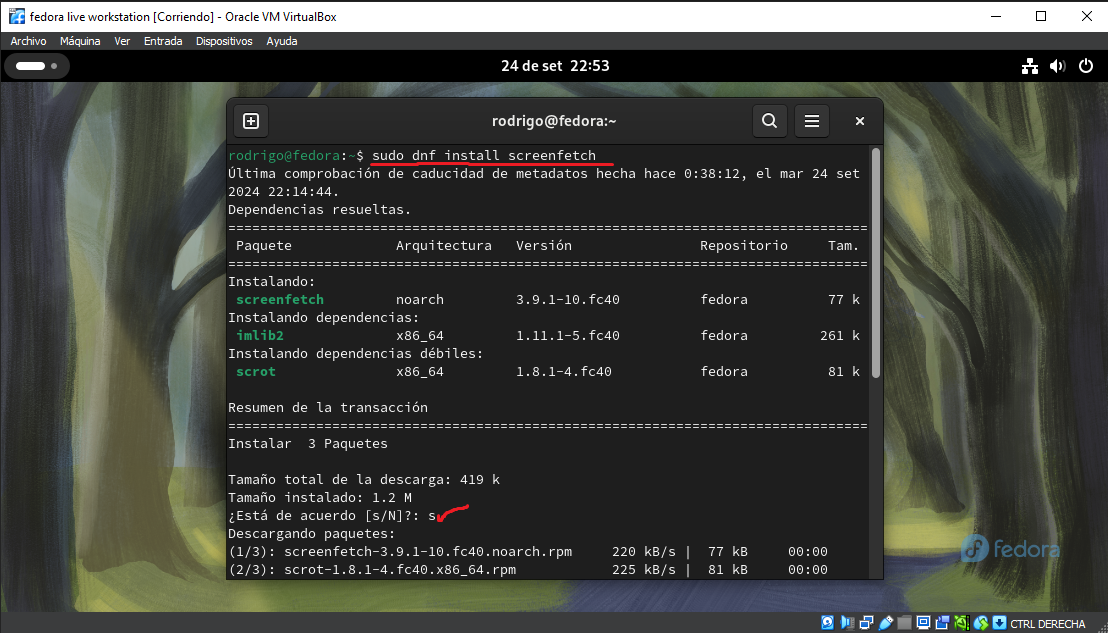 fedora live workstation [Corriendo] - Oracle VM VirtualBox
Archivo Máquina Ver Entrada Dispositivos Ayuda
24 de set 22:53
rodrigo@fedora:~
rodrigo@fedora:~$ sudo dnf install screenfetch
Última comprobación de caducidad de metadatos hecha hace 0:38:12, el mar 24 set
2024 22:14:44.
Dependencias resueltas.
================================================================================
Paquete Arquitectura Versión Repositorio Tam.
================================================================================
Instalando:
screenfetch noarch 3.9.1-10.fc40 fedora 77 k
Instalando dependencias:
imlib2 x86_64 1.11.1-5.fc40 fedora 261 k
Instalando dependencias débiles:
scrot x86_64 1.8.1-4.fc40 fedora 81 k
Resumen de la transacción
================================================================================
Instalar 3 Paquetes
Tamaño total de la descarga: 419 k
Tamaño instalado: 1.2 M
¿Está de acuerdo [s/N]?: s
Descargando paquetes:
(1/3): screenfetch-3.9.1-10.fc40.noarch.rpm 220 kB/s | 77 kB 00:00
(2/3): scrot-1.8.1-4.fc40.x86_64.rpm 225 kB/s | 81 kB 00:00
fedora
CTRL DERECHA